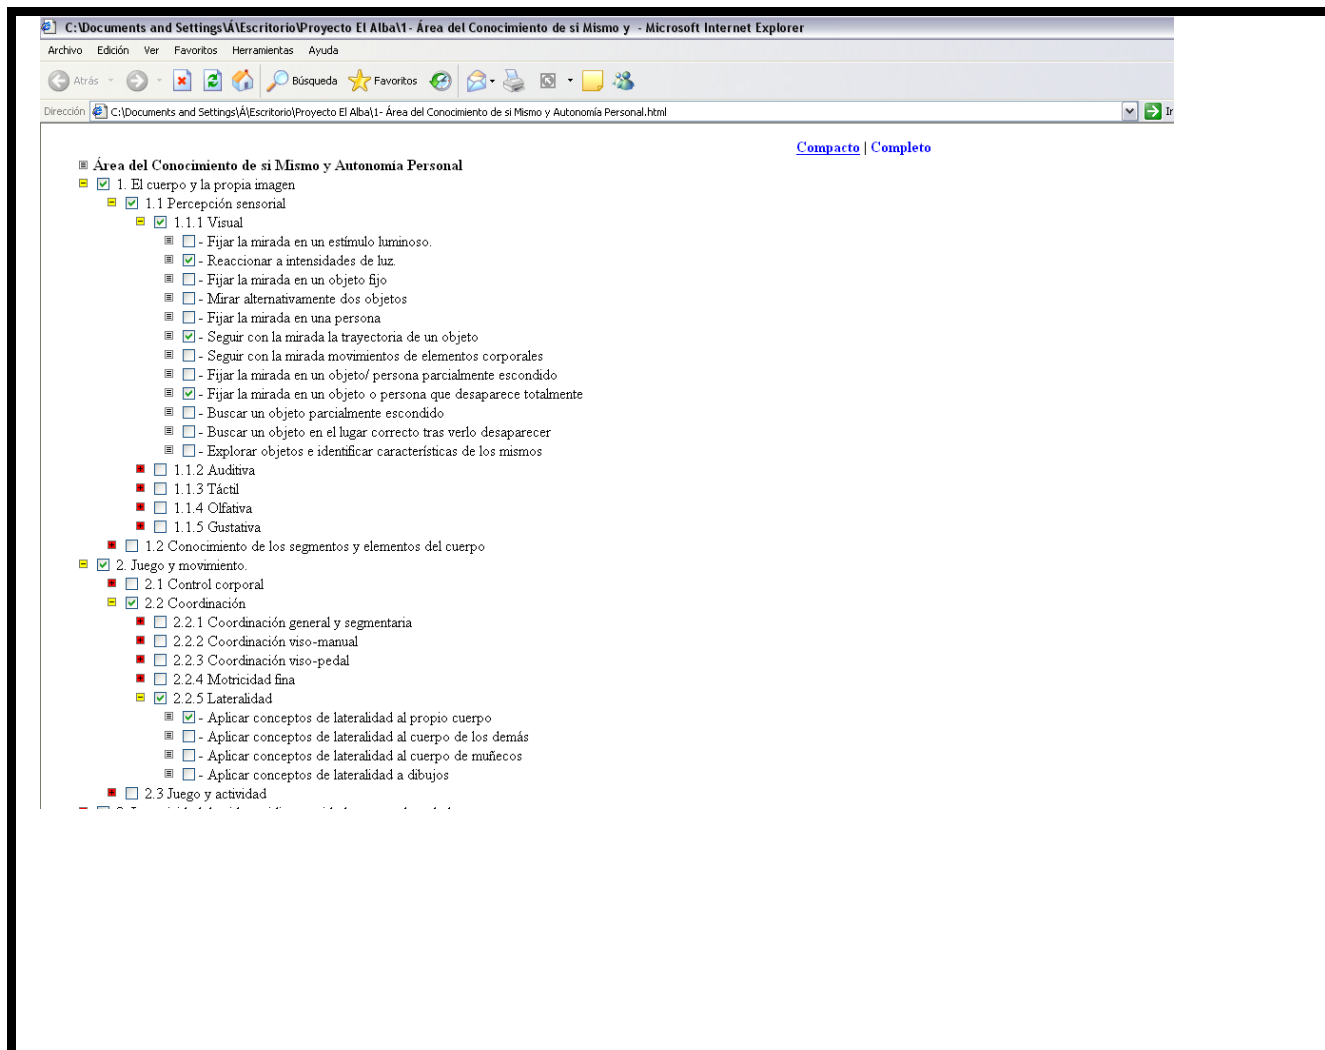 C:\Documents and Settings\Á\Escritorio\Proyecto El Alba\1- Área del Conocimiento de si Mismo y - Microsoft Internet Explorer
Archivo Edición Ver Favoritos Herramientas Ayuda
Atrás Búsqueda Favoritos
Dirección C:\Documents and Settings\Á\Escritorio\Proyecto El Alba\1- Área del Conocimiento de si Mismo y Autonomía Personal.html Ir
Compacto | Completo
Área del Conocimiento de si Mismo y Autonomía Personal
1. El cuerpo y la propia imagen
1.1 Percepción sensorial
1.1.1 Visual
- Fijar la mirada en un estímulo luminoso.
- Reaccionar a intensidades de luz.
- Fijar la mirada en un objeto fijo
- Mirar alternativamente dos objetos
- Fijar la mirada en una persona
- Seguir con la mirada la trayectoria de un objeto
- Seguir con la mirada movimientos de elementos corporales
- Fijar la mirada en un objeto/ persona parcialmente escondido
- Fijar la mirada en un objeto o persona que desaparece totalmente
- Buscar un objeto parcialmente escondido
- Buscar un objeto en el lugar correcto tras verlo desaparecer
- Explorar objetos e identificar características de los mismos
1.1.2 Auditiva
1.1.3 Táctil
1.1.4 Olfativa
1.1.5 Gustativa
1.2 Conocimiento de los segmentos y elementos del cuerpo
2. Juego y movimiento.
2.1 Control corporal
2.2 Coordinación
2.2.1 Coordinación general y segmentaria
2.2.2 Coordinación viso-manual
2.2.3 Coordinación viso-pedal
2.2.4 Motricidad fina
2.2.5 Lateralidad
- Aplicar conceptos de lateralidad al propio cuerpo
- Aplicar conceptos de lateralidad al cuerpo de los demás
- Aplicar conceptos de lateralidad al cuerpo de muñecos
- Aplicar conceptos de lateralidad a dibujos
2.3 Juego y actividad